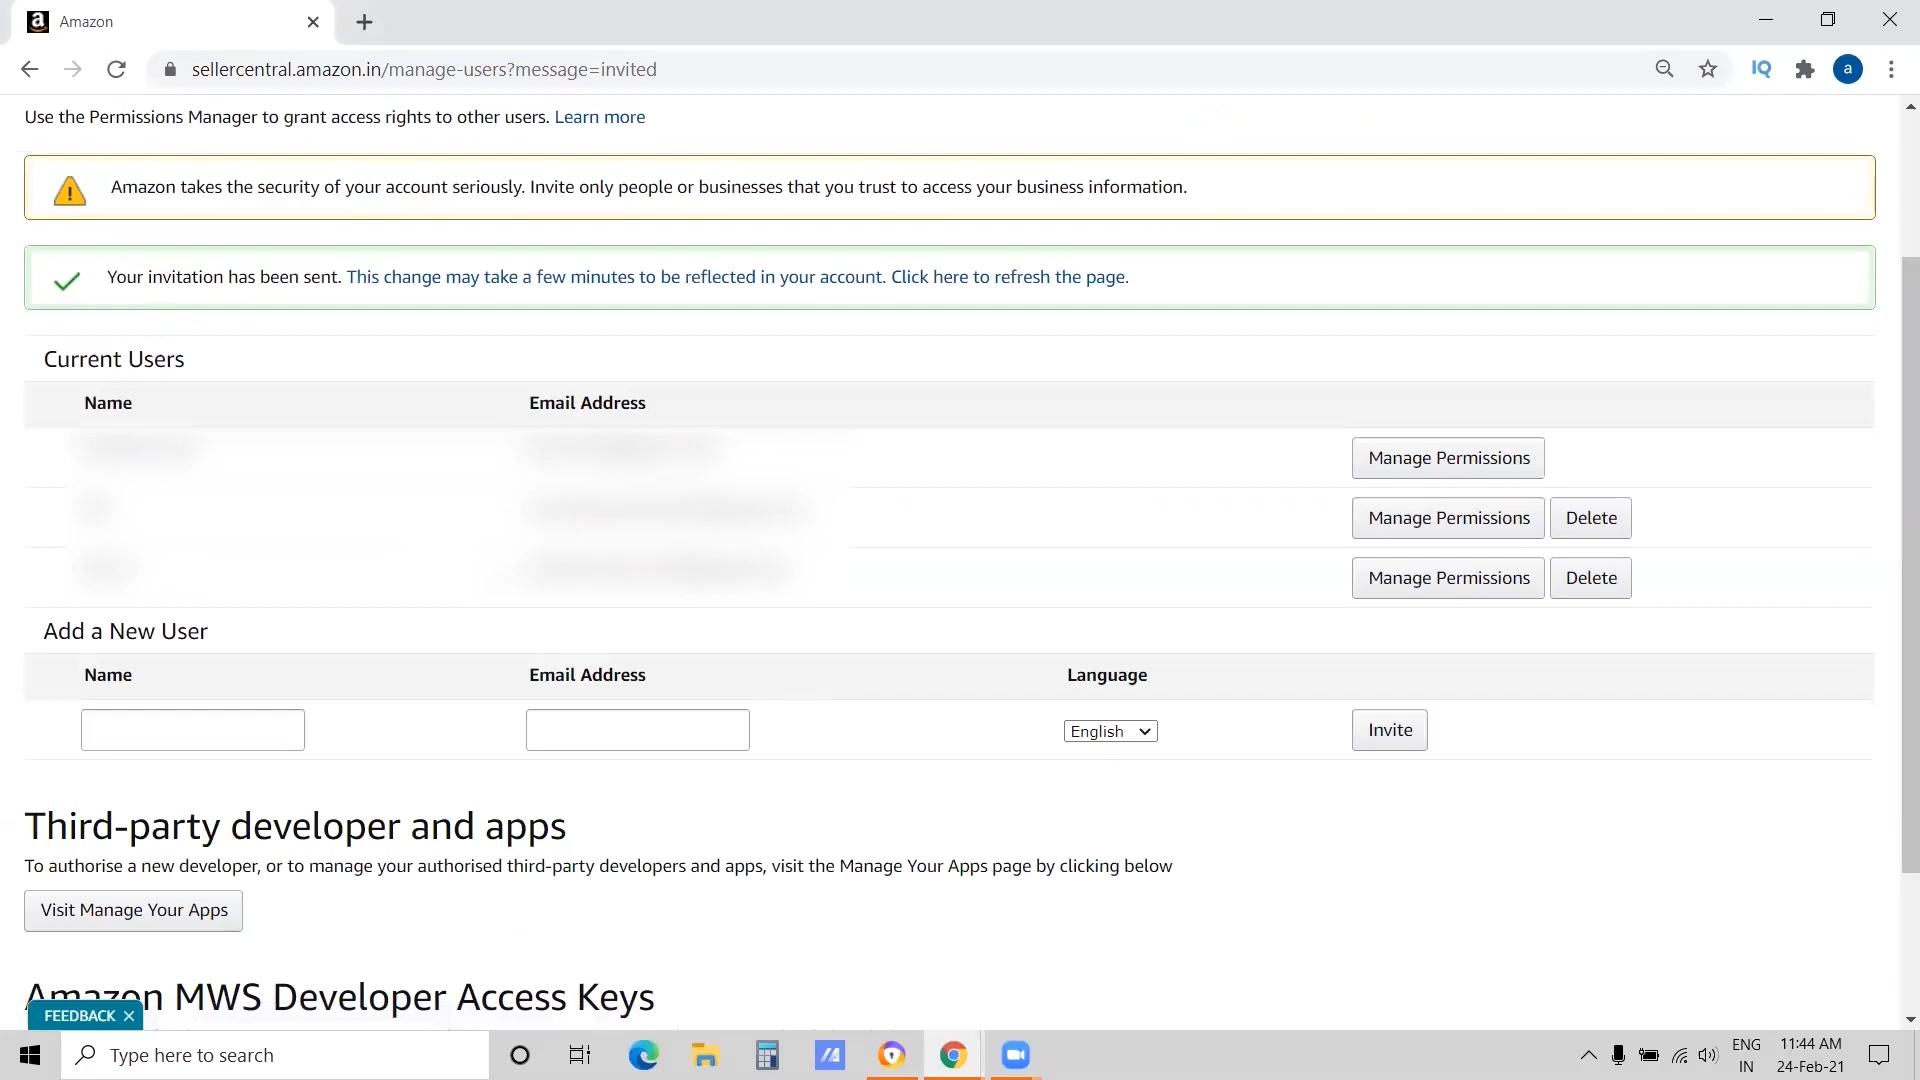 Amazon
sellercentral.amazon.in/manage-users?message=invited
IQ
a
Use the Permissions Manager to grant access rights to other users. Learn more
Amazon takes the security of your account seriously. Invite only people or businesses that you trust to access your business information.
Your invitation has been sent. This change may take a few minutes to be reflected in your account. Click here to refresh the page.
Current Users
Name Email Address
Manage Permissions
Manage Permissions Delete
Manage Permissions Delete
Add a New User
Name Email Address Language
English Invite
Third-party developer and apps
To authorise a new developer, or to manage your authorised third-party developers and apps, visit the Manage Your Apps page by clicking below
Visit Manage Your Apps
Amazon MWS Developer Access Keys
FEEDBACK
Type here to search
ENG
IN
11:44 AM
24-Feb-21